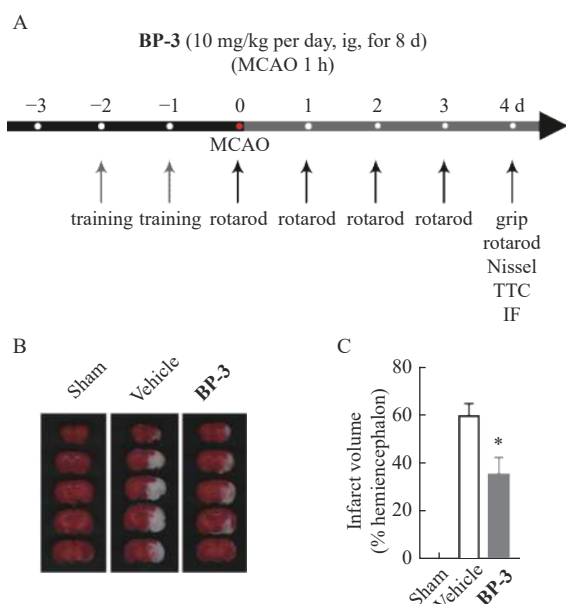 A
BP-3 (10 mg/kg per day, ig, for 8 d)
(MCAO 1 h)
−3 −2 −1 0 1 2 3 4 d
MCAO
training training rotarod rotarod rotarod rotarod grip
rotarod
Nissel
TTC
IF
B
Sham Vehicle BP-3
C
80
60
40
20
0
Infarct volume
(% hemiencephalon)
*
Sham Vehicle BP-3